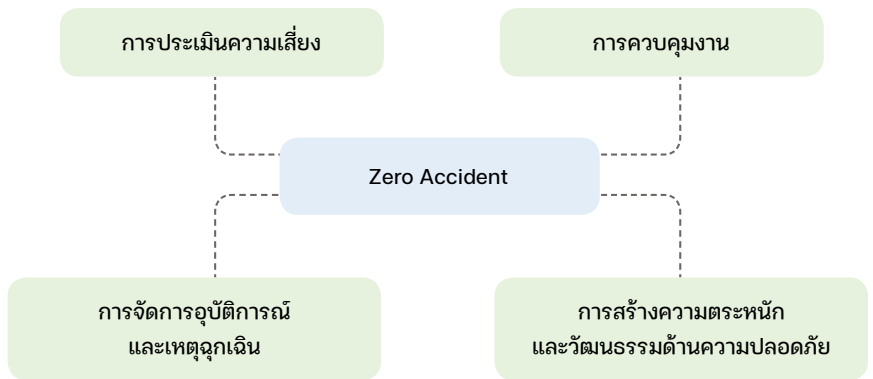 การประเมินความเสี่ยง
การควบคุมงาน
Zero Accident
การจัดการอุบัติการณ์
และเหตุฉุกเฉิน
การสร้างความตระหนัก
และวัฒนธรรมด้านความปลอดภัย